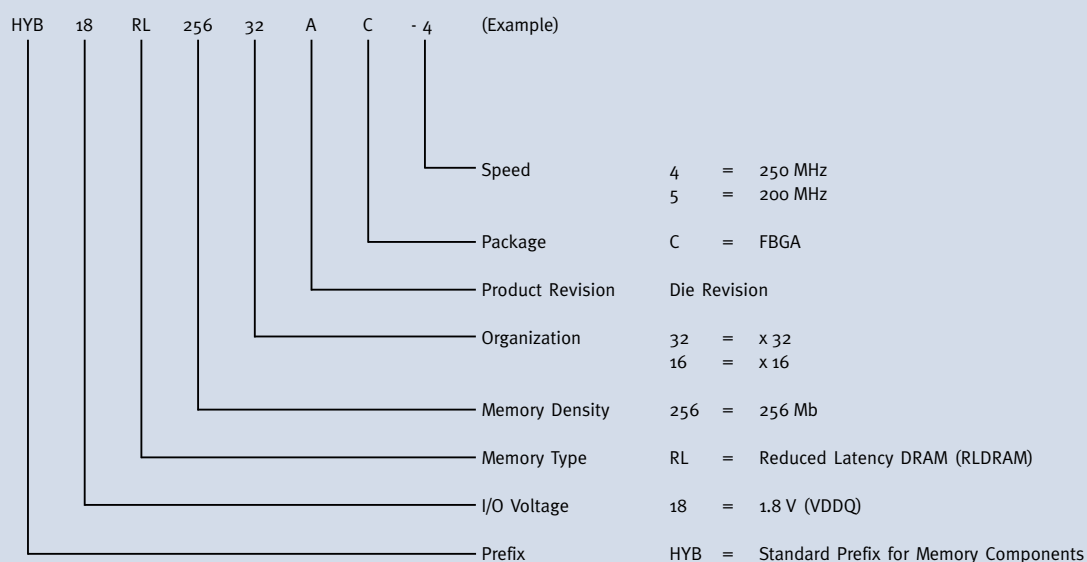 HYB 18 RL 256 32 A C - 4 (Example)
Speed 4 = 250 MHz
5 = 200 MHz
Package C = FBGA
Product Revision Die Revision
Organization 32 = x 32
16 = x 16
Memory Density 256 = 256 Mb
Memory Type RL = Reduced Latency DRAM (RLDRAM)
I/O Voltage 18 = 1.8 V (VDDQ)
Prefix HYB = Standard Prefix for Memory Components